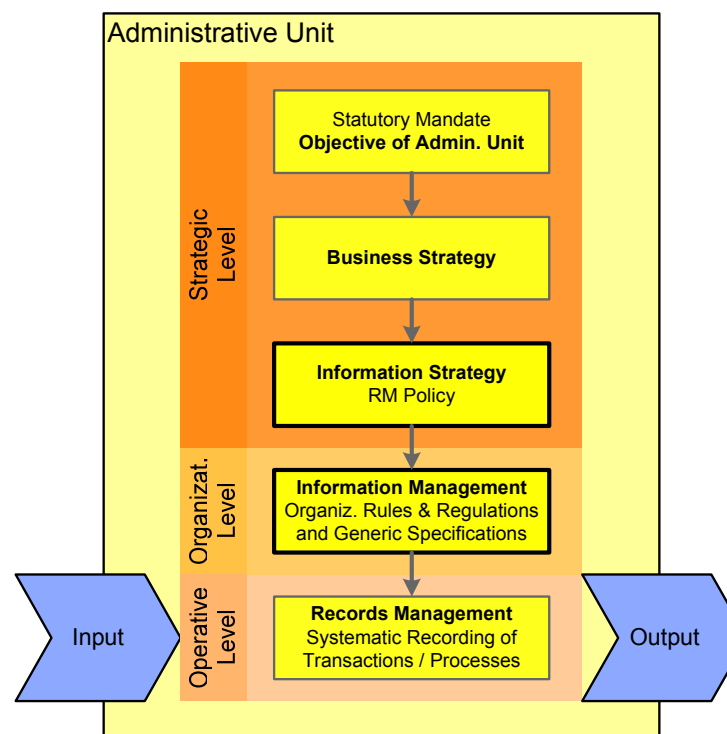 Administrative Unit
Strategic
Level
Statutory Mandate
Objective of Admin. Unit
Business Strategy
Information Strategy
RM Policy
Organizat.
Level
Information Management
Organiz. Rules & Regulations
and Generic Specifications
Input
Operative
Level
Records Management
Systematic Recording of
Transactions / Processes
Output